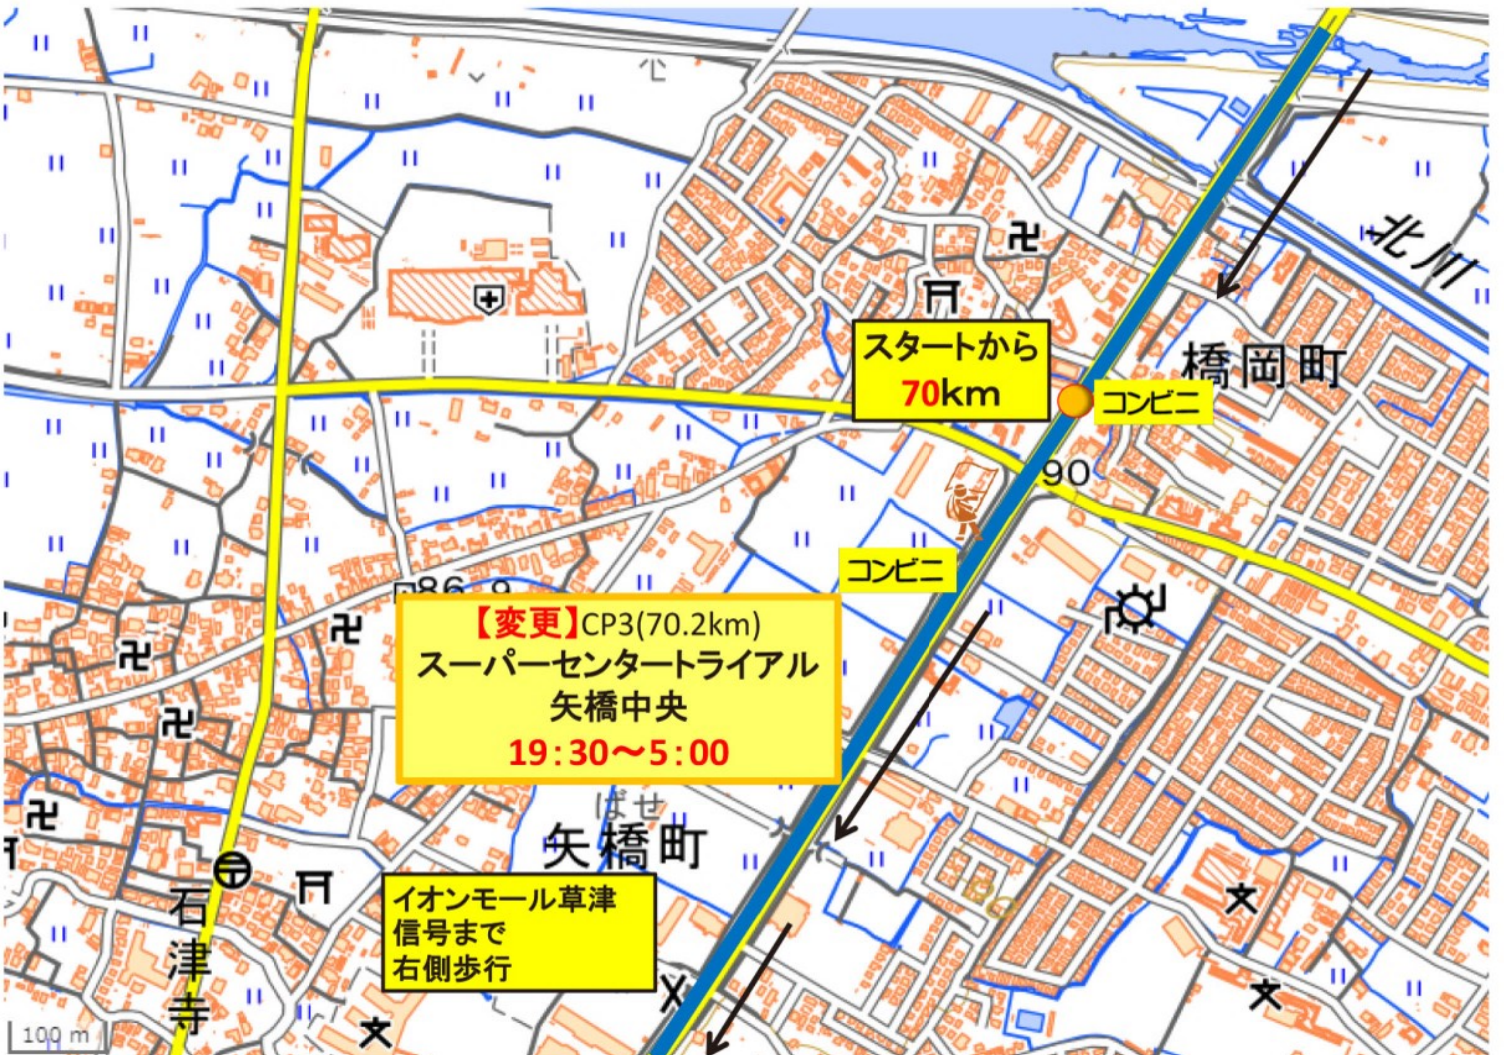 北川
橋岡町
スタートから
70km
コンビニ
90
コンビニ
【変更】CP3(70.2km)
スーパーセンタートライアル
矢橋中央
19:30〜5:00
ばせ
矢橋町
イオンモール草津
信号まで
右側歩行
石津寺
100 m